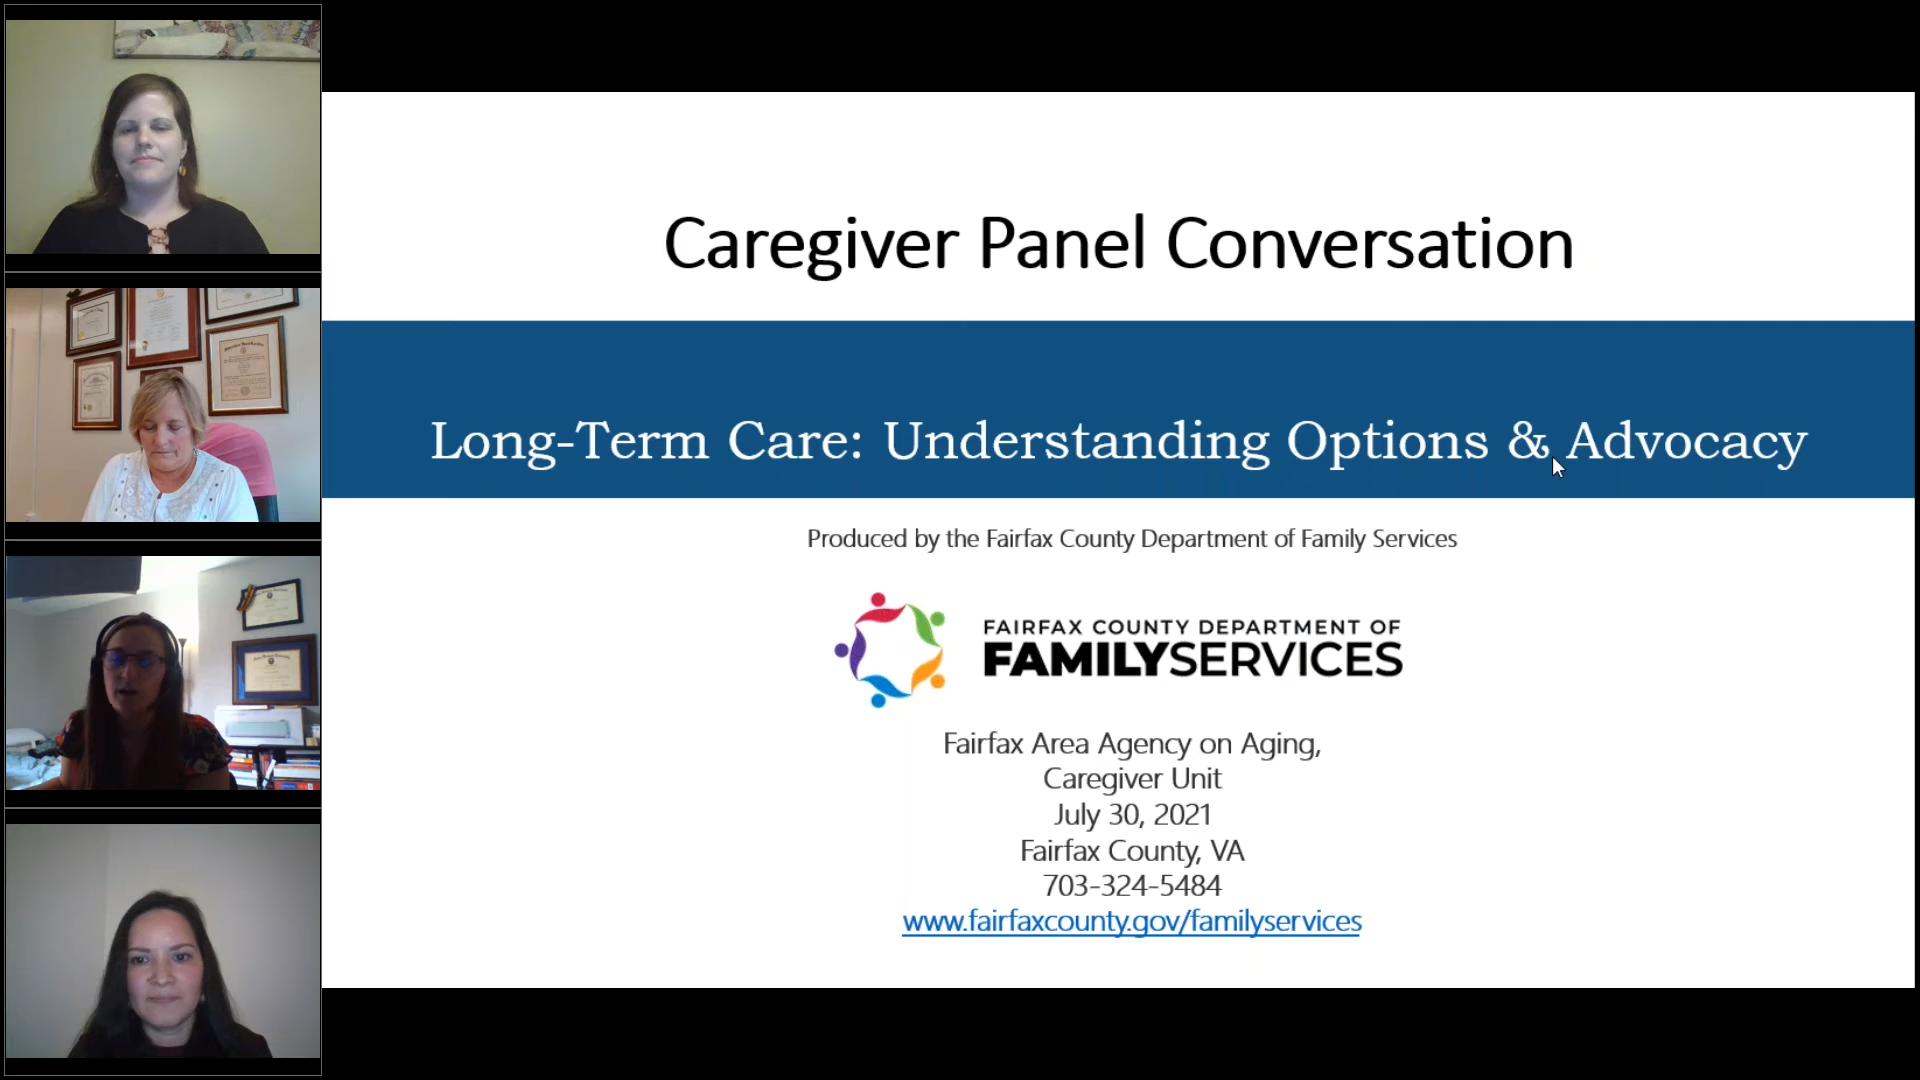 Caregiver Panel Conversation
Long-Term Care: Understanding Options & Advocacy
Produced by the Fairfax County Department of Family Services
FAIRFAX COUNTY DEPARTMENT OF
FAMILYSERVICES
Fairfax Area Agency on Aging,
Caregiver Unit
July 30, 2021
Fairfax County, VA
703-324-5484
www.fairfaxcounty.gov/familyservices